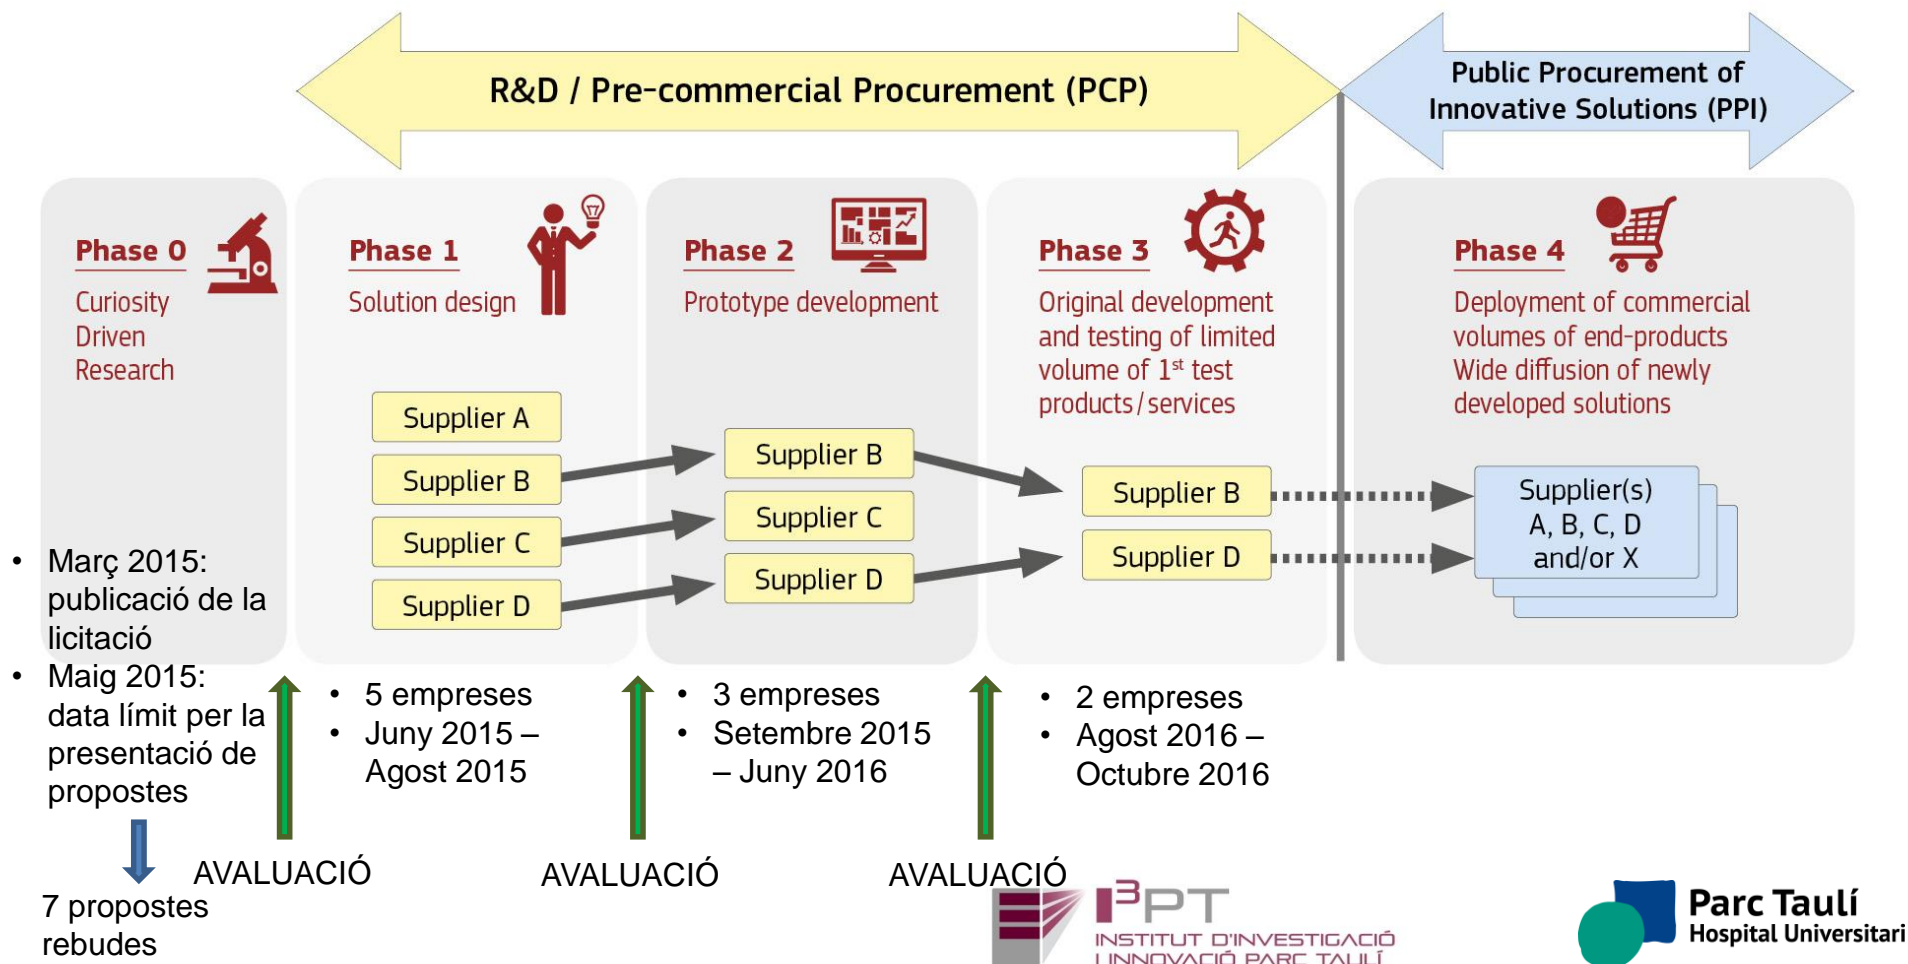 R&D / Pre-commercial Procurement (PCP)
Public Procurement of
Innovative Solutions (PPI)
Phase 0
Curiosity
Driven
Research
Phase 1
Solution design
Supplier A
Supplier B
Supplier C
Supplier D
Phase 2
Prototype development
Supplier B
Supplier C
Supplier D
Phase 3
Original development
and testing of limited
volume of 1st test
products/services
Supplier B
Supplier D
Phase 4
Deployment of commercial
volumes of end-products
Wide diffusion of newly
developed solutions
Supplier(s)
A, B, C, D
and/or X
• Març 2015:
publicació de la
licitació
• Maig 2015:
data límit per la
presentació de
propostes
7 propostes
rebudes
AVALUACIÓ
• 5 empreses
• Juny 2015 –
Agost 2015
AVALUACIÓ
• 3 empreses
• Setembre 2015
– Juny 2016
AVALUACIÓ
• 2 empreses
• Agost 2016 –
Octubre 2016
I3PT
INSTITUT D'INVESTIGACIÓ
I INNOVACIÓ PARC TAULÍ
Parc Taulí
Hospital Universitari